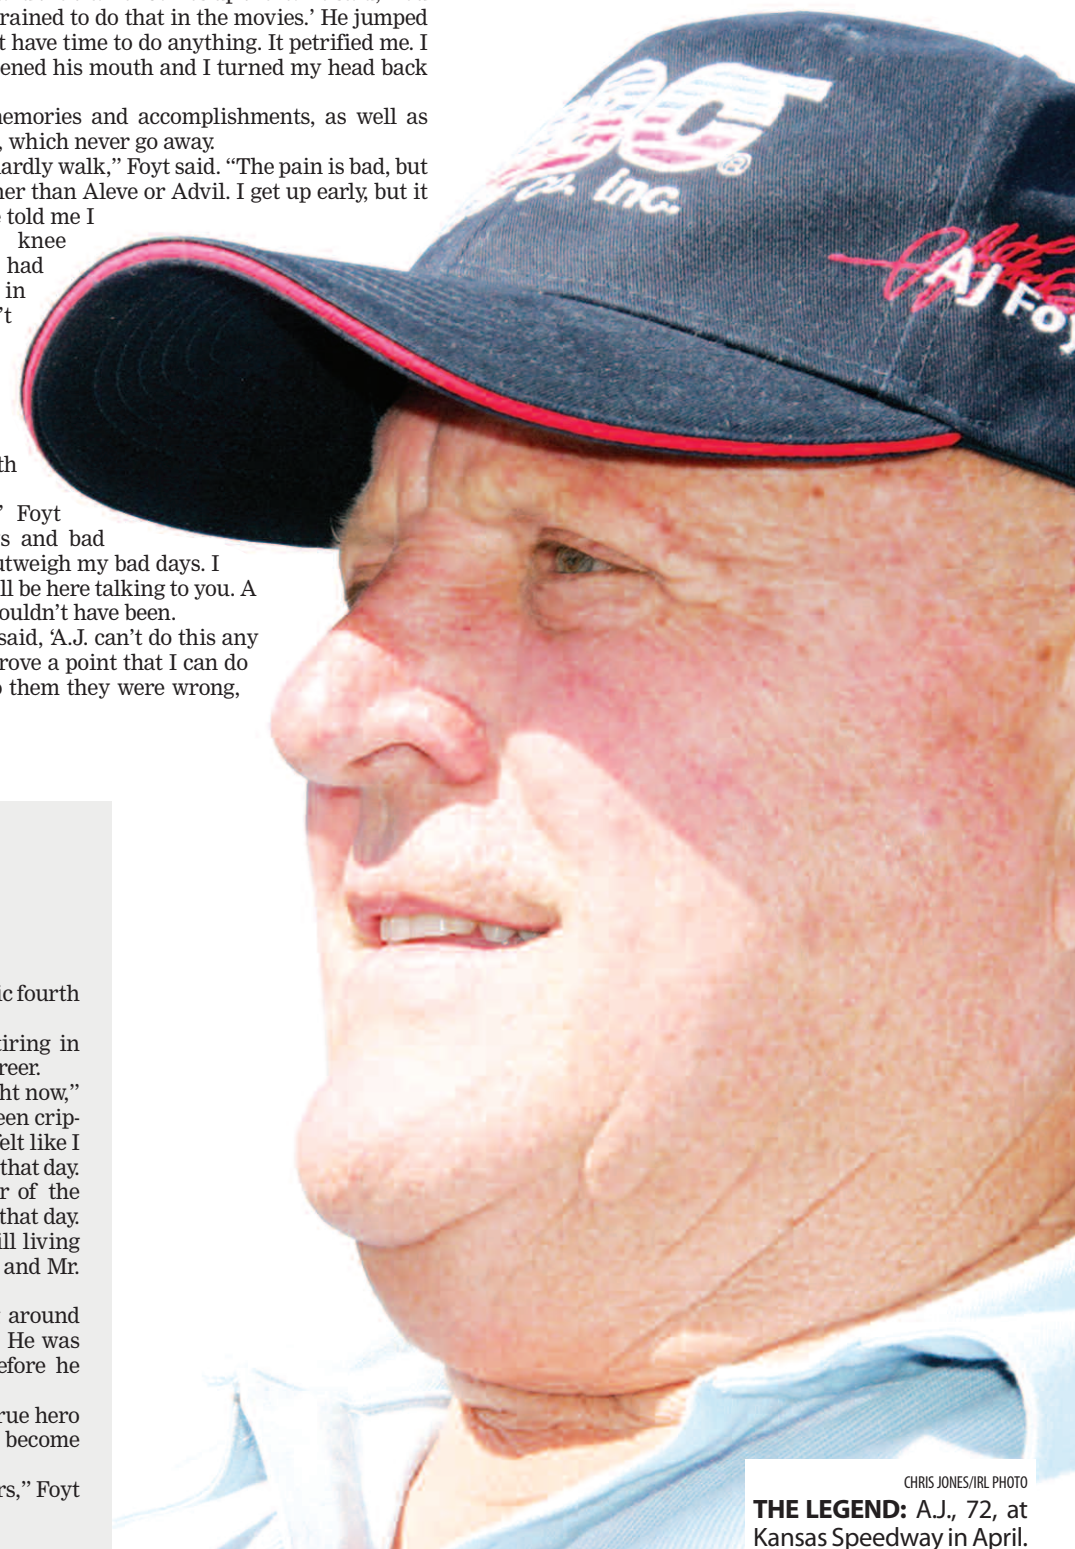 rained to do that in the movies.’ He jumped
t have time to do anything. It petrified me. I
ened his mouth and I turned my head back
emories and accomplishments, as well as
, which never go away.
ardly walk,” Foyt said. “The pain is bad, but
her than Aleve or Advil. I get up early, but it
told me I
knee
had
in
’t
th
” Foyt
s and bad
utweigh my bad days. I
ll be here talking to you. A
ouldn’t have been.
said, ‘A.J. can’t do this any
rove a point that I can do
o them they were wrong,
ic fourth
tiring in
reer.
ht now,”
een crip-
felt like I
that day.
r of the
that day.
ill living
and Mr.
around
He was
efore he
rue hero
become
rs,” Foyt
Inc.
AJ Foy
CHRIS JONES/IRL PHOTO
THE LEGEND: A.J., 72, at
Kansas Speedway in April.